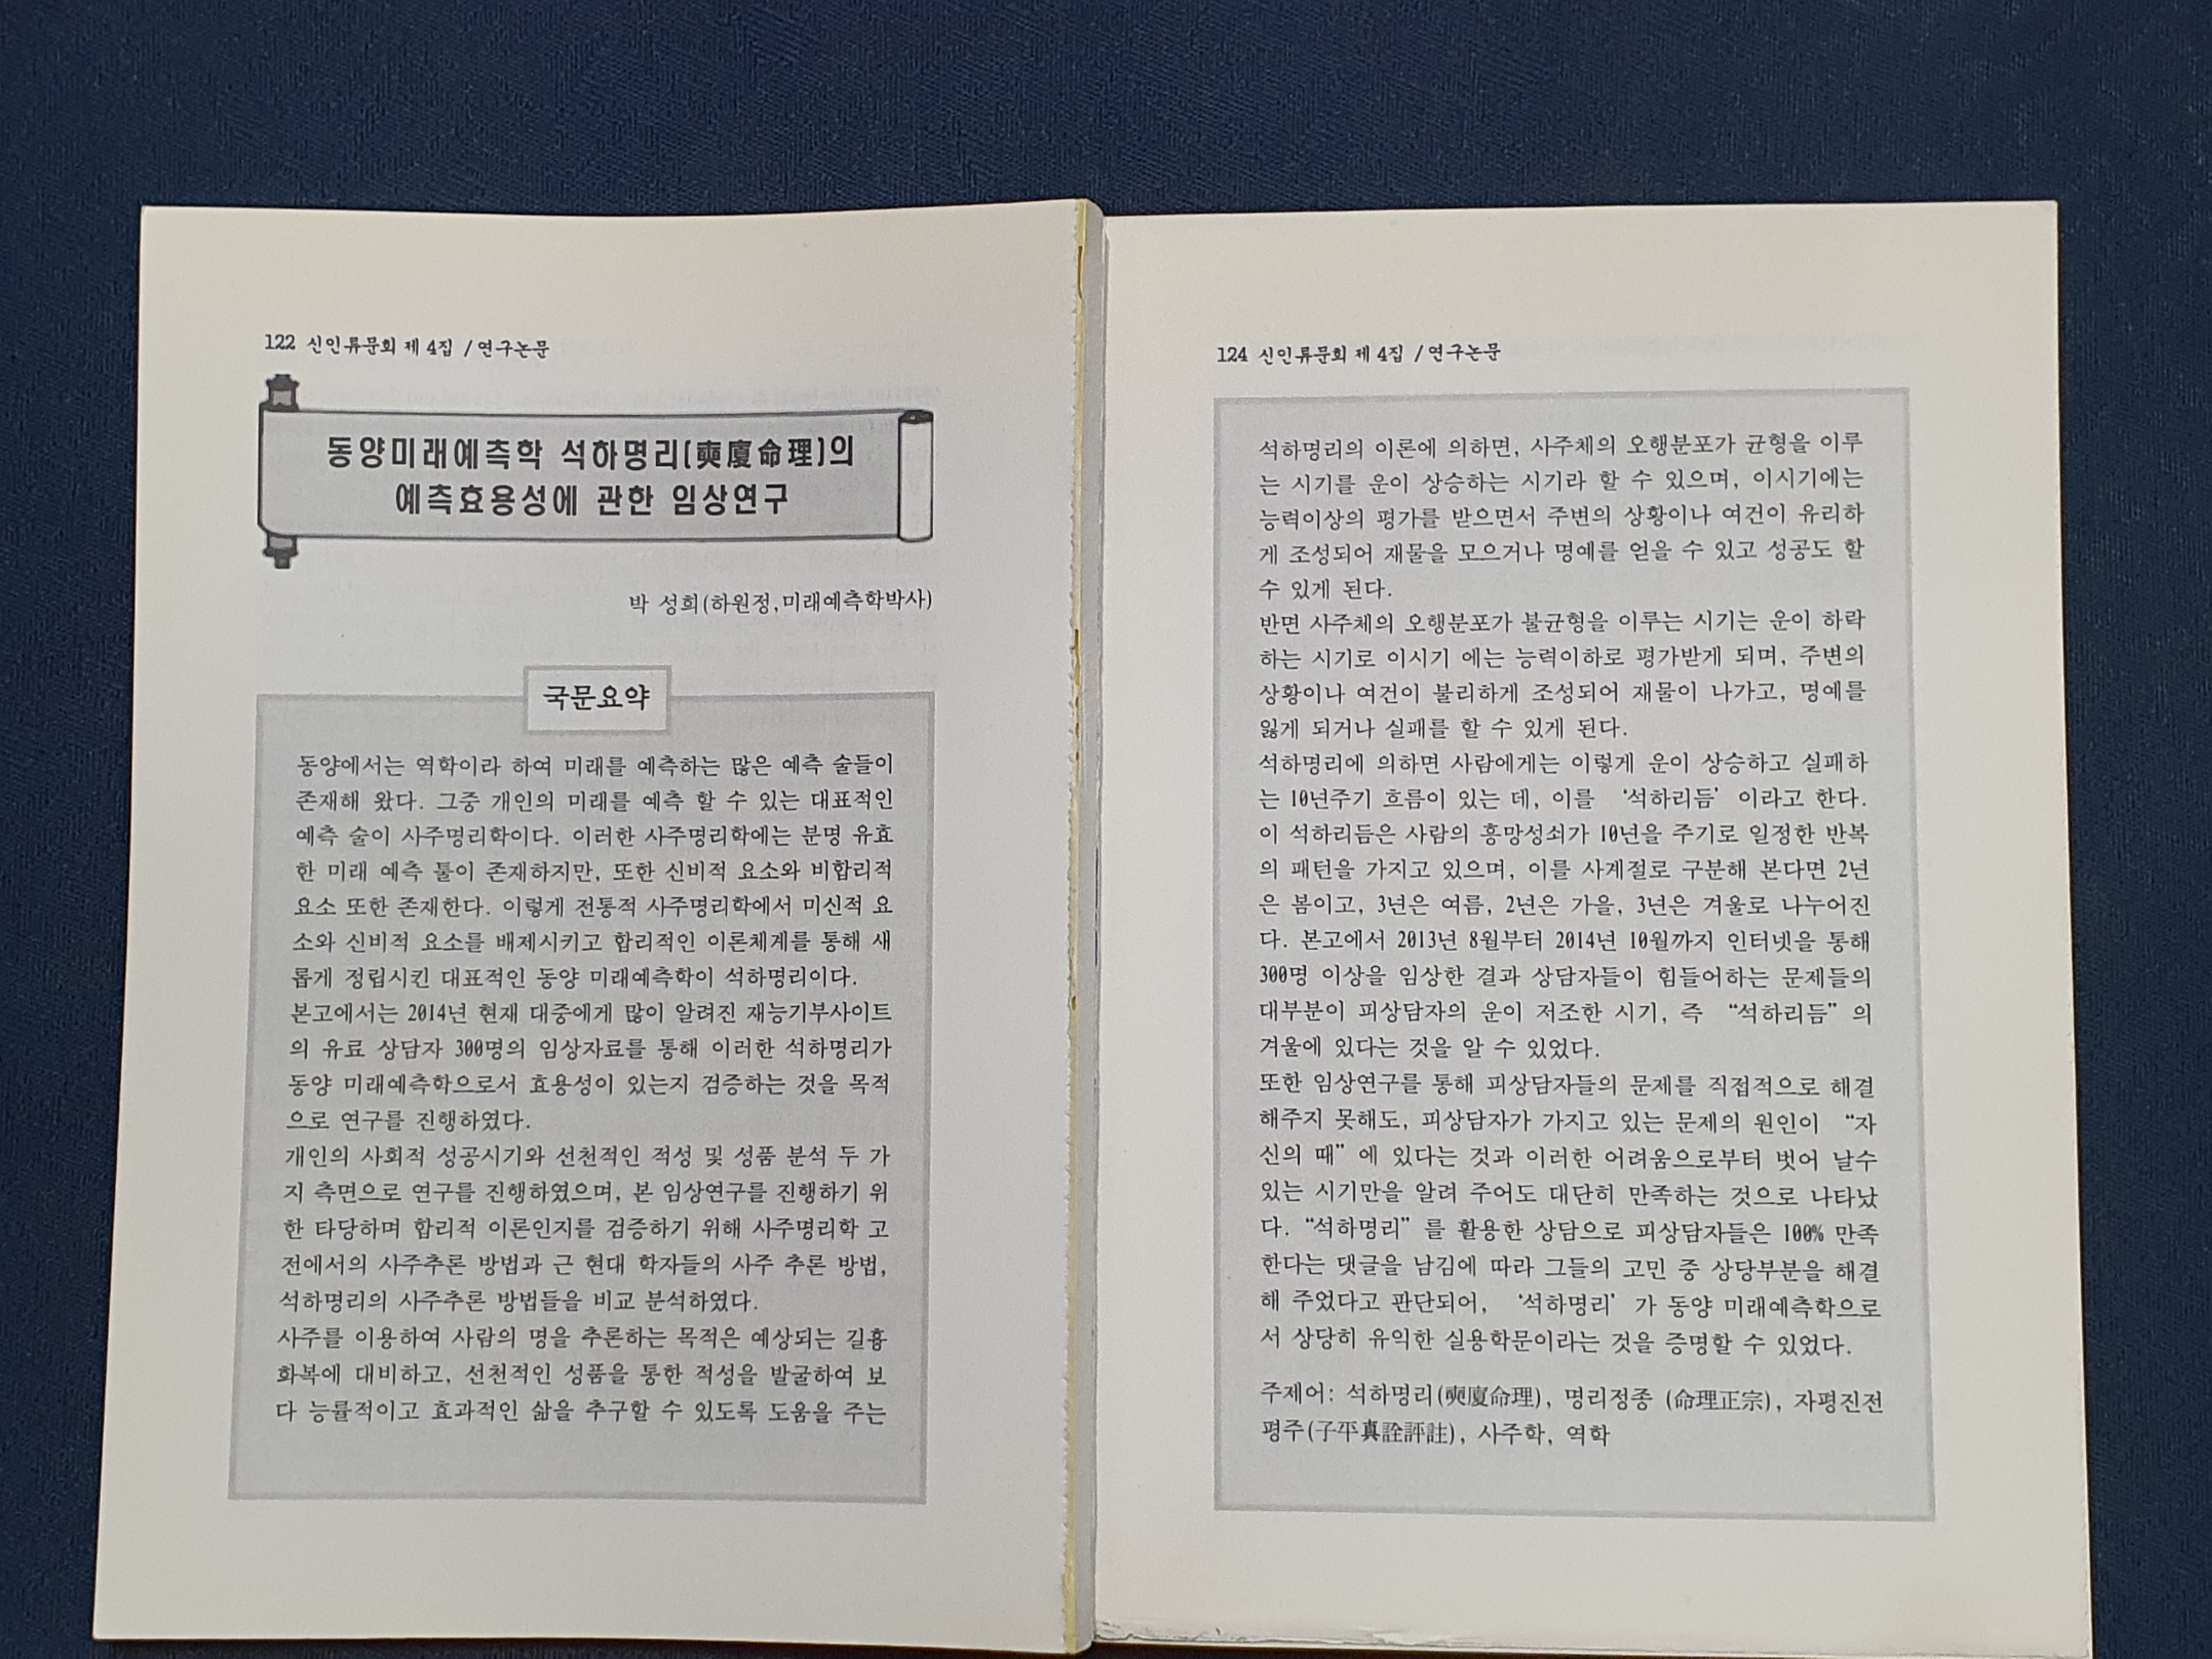 122 신인류문회 제 4집 /연구논문
동양미래예측학 석하명리(奭廈命理)의
예측효용성에 관한 임상연구
박 성희(하원정,미래예측학박사)
국문요약
동양에서는 역학이라 하여 미래를 예측하는 많은 예측 술들이
존재해 왔다. 그중 개인의 미래를 예측 할 수 있는 대표적인
예측 술이 사주명리학이다. 이러한 사주명리학에는 분명 유효
한 미래 예측 툴이 존재하지만, 또한 신비적 요소와 비합리적
요소 또한 존재한다. 이렇게 전통적 사주명리학에서 미신적 요
소와 신비적 요소를 배제시키고 합리적인 이론체계를 통해 새
롭게 정립시킨 대표적인 동양 미래예측학이 석하명리이다.
본고에서는 2014년 현재 대중에게 많이 알려진 재능기부사이트
의 유료 상담자 300명의 임상자료를 통해 이러한 석하명리가
동양 미래예측학으로서 효용성이 있는지 검증하는 것을 목적
으로 연구를 진행하였다.
개인의 사회적 성공시기와 선천적인 적성 및 성품 분석 두 가
지 측면으로 연구를 진행하였으며, 본 임상연구를 진행하기 위
한 타당하며 합리적 이론인지를 검증하기 위해 사주명리학 고
전에서의 사주추론 방법과 근 현대 학자들의 사주 추론 방법,
석하명리의 사주추론 방법들을 비교 분석하였다.
사주를 이용하여 사람의 명을 추론하는 목적은 예상되는 길흉
화복에 대비하고, 선천적인 성품을 통한 적성을 발굴하여 보
다 능률적이고 효과적인 삶을 추구할 수 있도록 도움을 주는
124 신인류문회 제 4집 /연구논문
석하명리의 이론에 의하면, 사주체의 오행분포가 균형을 이루
는 시기를 운이 상승하는 시기라 할 수 있으며, 이시기에는
능력이상의 평가를 받으면서 주변의 상황이나 여건이 유리하
게 조성되어 재물을 모으거나 명예를 얻을 수 있고 성공도 할
수 있게 된다.
반면 사주체의 오행분포가 불균형을 이루는 시기는 운이 하락
하는 시기로 이시기 에는 능력이하로 평가받게 되며, 주변의
상황이나 여건이 불리하게 조성되어 재물이 나가고, 명예를
잃게 되거나 실패를 할 수 있게 된다.
석하명리에 의하면 사람에게는 이렇게 운이 상승하고 실패하
는 10년주기 흐름이 있는 데, 이를 ‘석하리듬’ 이라고 한다.
이 석하리듬은 사람의 흥망성쇠가 10년을 주기로 일정한 반복
의 패턴을 가지고 있으며, 이를 사계절로 구분해 본다면 2년
은 봄이고, 3년은 여름, 2년은 가을, 3년은 겨울로 나누어진
다. 본고에서 2013년 8월부터 2014년 10월까지 인터넷을 통해
300명 이상을 임상한 결과 상담자들이 힘들어하는 문제들의
대부분이 피상담자의 운이 저조한 시기, 즉 “석하리듬” 의
겨울에 있다는 것을 알 수 있었다.
또한 임상연구를 통해 피상담자들의 문제를 직접적으로 해결
해주지 못해도, 피상담자가 가지고 있는 문제의 원인이 “자
신의 때” 에 있다는 것과 이러한 어려움으로부터 벗어 날수
있는 시기만을 알려 주어도 대단히 만족하는 것으로 나타났
다. “석하명리” 를 활용한 상담으로 피상담자들은 100% 만족
한다는 댓글을 남김에 따라 그들의 고민 중 상당부분을 해결
해 주었다고 판단되어, ‘석하명리’ 가 동양 미래예측학으로
서 상당히 유익한 실용학문이라는 것을 증명할 수 있었다.
주제어: 석하명리(奭廈命理), 명리정종 (命理正宗), 자평진전
평주(子平真詮評註), 사주학, 역학